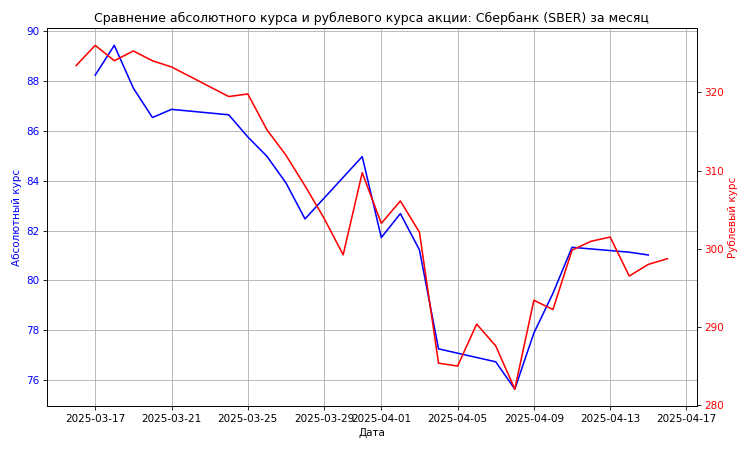 Сравнение абсолютного курса и рублевого курса акции: Сбербанк (SBER) за месяц
90
88
86
84
82
80
78
76
Абсолютный курс
320
310
300
290
280
Рублевый курс
2025-03-17 2025-03-21 2025-03-25 2025-03-29 2025-04-01 2025-04-05 2025-04-09 2025-04-13 2025-04-17
Дата